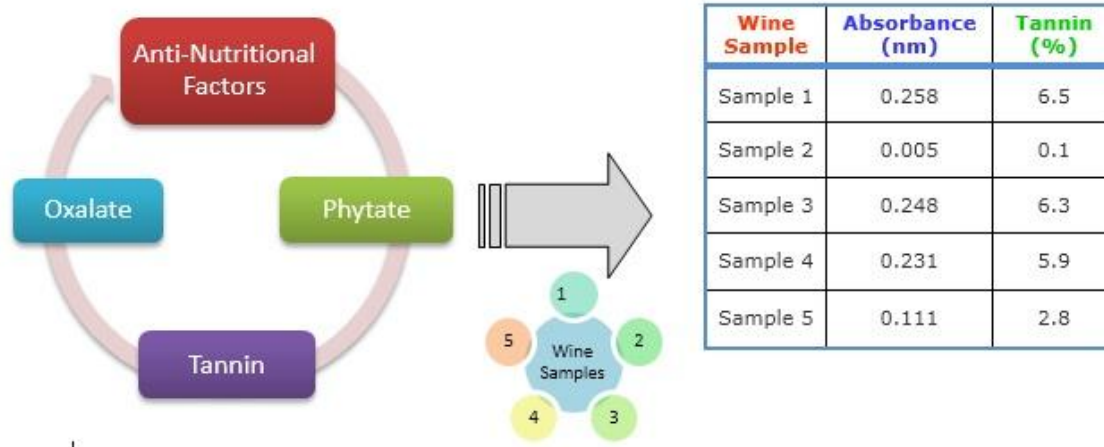 Anti-Nutritional
Factors
Oxalate
Phytate
Tannin
1
5
2
Wine
Samples
4
3
Wine Sample Absorbance (nm) Tannin (%)
Sample 1 0.258 6.5
Sample 2 0.005 0.1
Sample 3 0.248 6.3
Sample 4 0.231 5.9
Sample 5 0.111 2.8